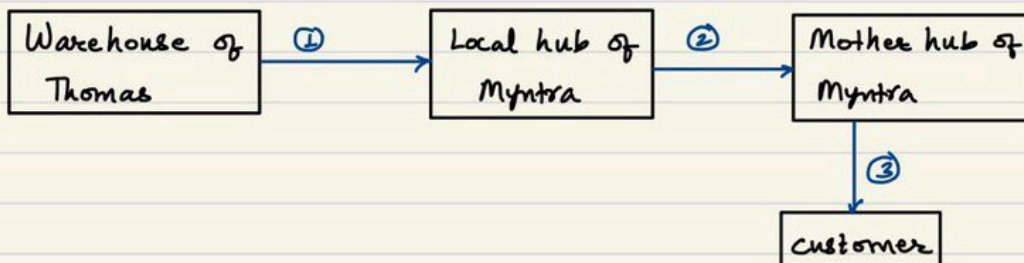 Warehouse of
Thomas
①
Local hub of
Myntra
②
Mother hub of
Myntra
③
customer